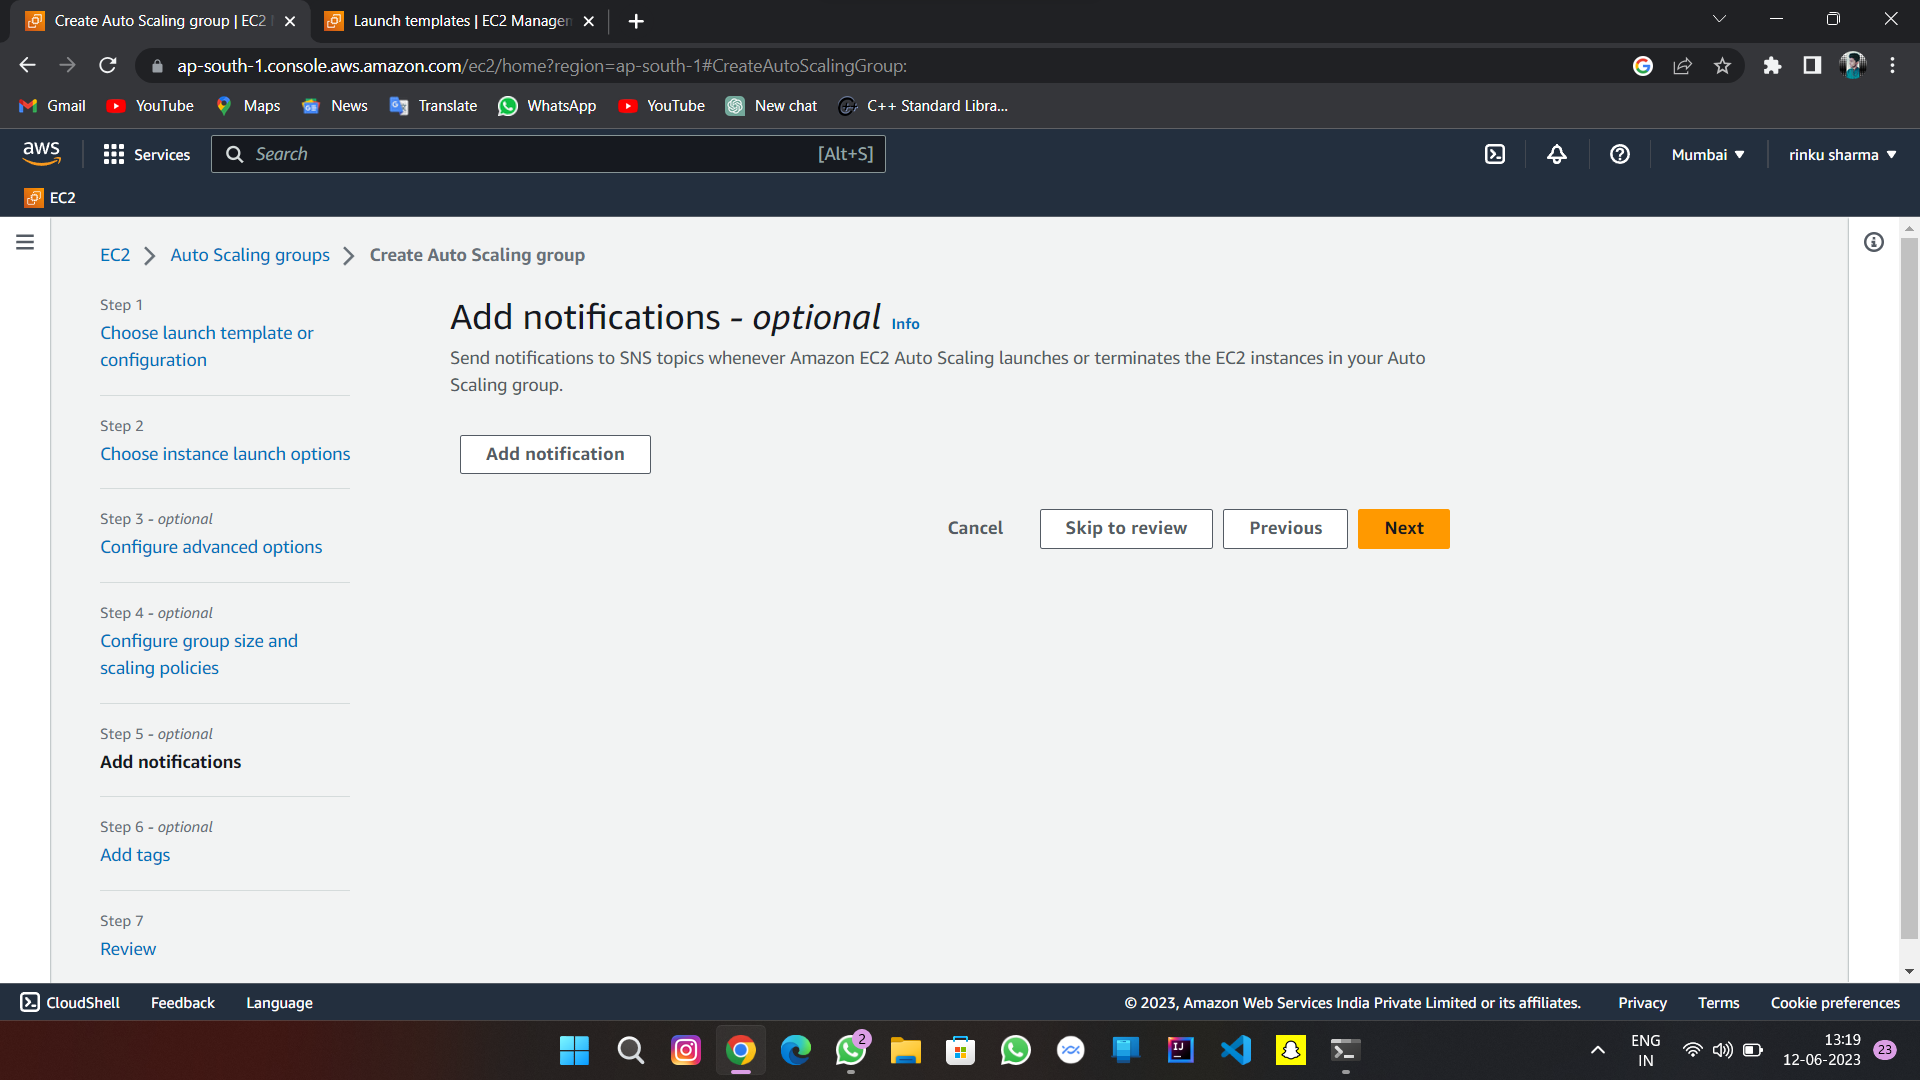 Create Auto Scaling group | EC2
Launch templates | EC2 Managem
ap-south-1.console.aws.amazon.com/ec2/home?region=ap-south-1#CreateAutoScalingGroup:
Gmail YouTube Maps News Translate WhatsApp YouTube New chat C++ Standard Libra...
aws Services Search [Alt+S] Mumbai rinku sharma
EC2
EC2 Auto Scaling groups Create Auto Scaling group
Step 1
Choose launch template or
configuration
Step 2
Choose instance launch options
Step 3 - optional
Configure advanced options
Step 4 - optional
Configure group size and
scaling policies
Step 5 - optional
Add notifications
Step 6 - optional
Add tags
Step 7
Review
Add notifications - optional Info
Send notifications to SNS topics whenever Amazon EC2 Auto Scaling launches or terminates the EC2 instances in your Auto
Scaling group.
Add notification
Cancel Skip to review Previous Next
CloudShell Feedback Language © 2023, Amazon Web Services India Private Limited or its affiliates. Privacy Terms Cookie preferences
2
IJ
ENG
IN
13:19
12-06-2023
23